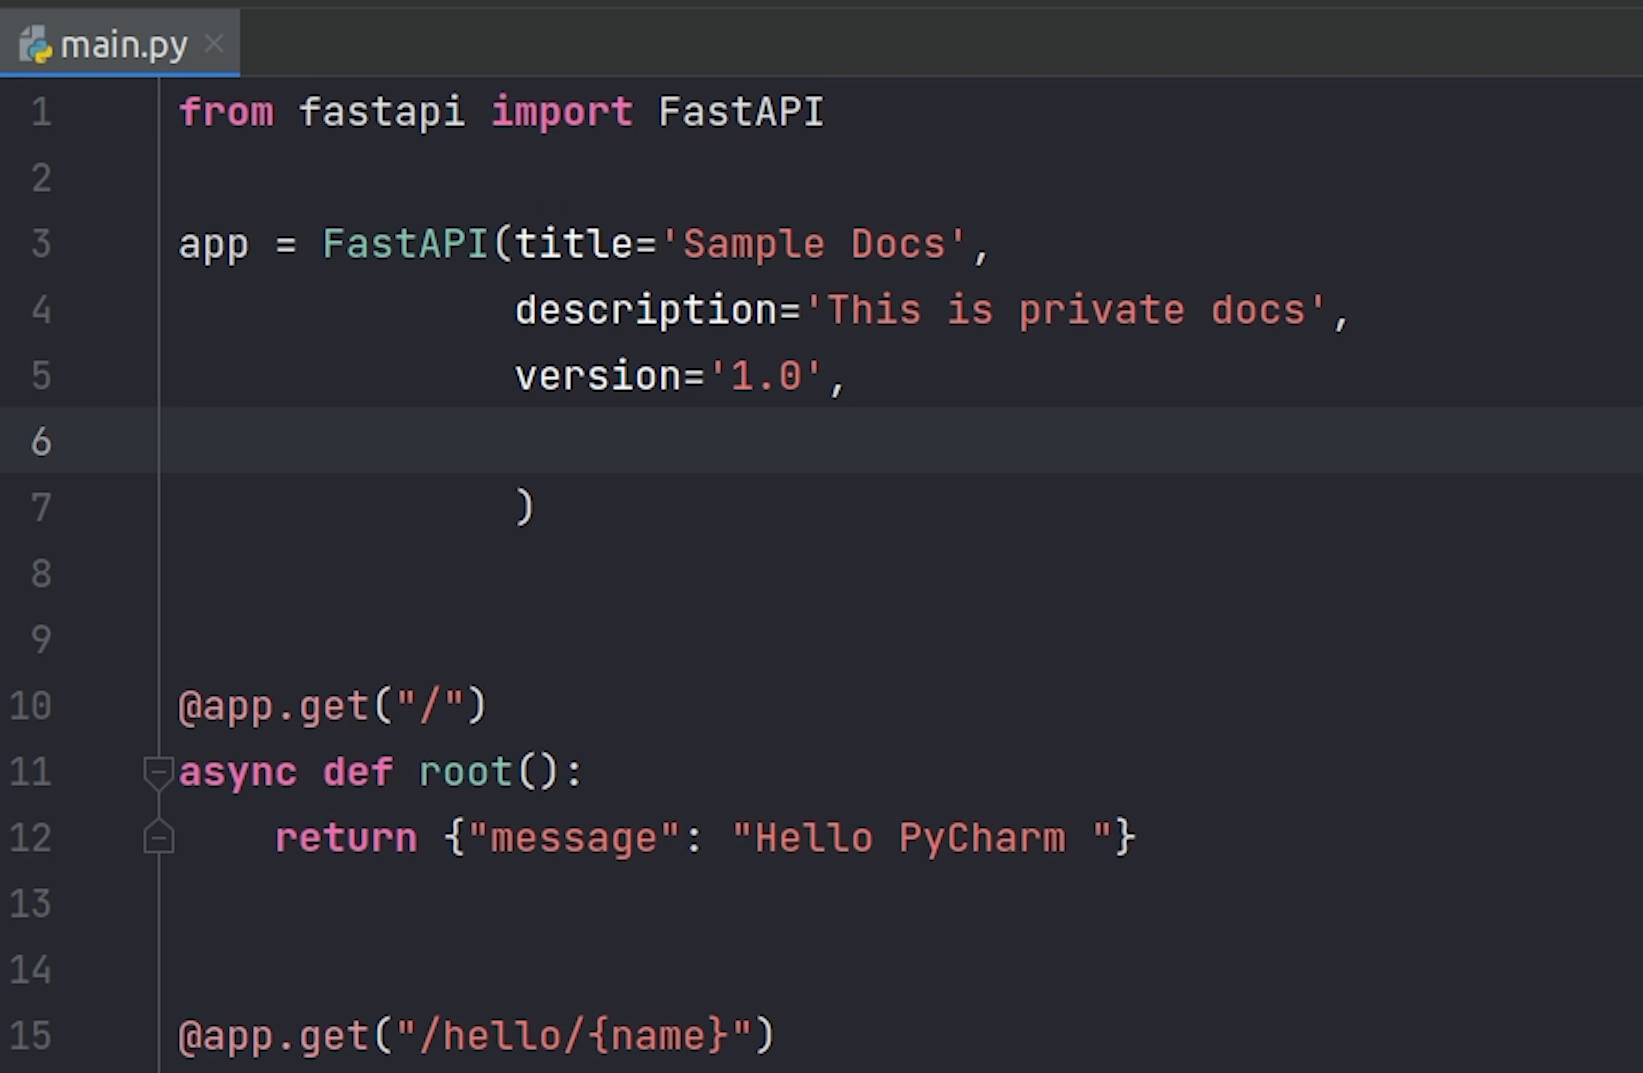 main.py
1 from fastapi import FastAPI
2
3 app = FastAPI(title='Sample Docs',
4 description='This is private docs',
5 version='1.0',
6
7 )
8
9
10 @app.get("/")
11 async def root():
12 return {"message": "Hello PyCharm "}
13
14
15 @app.get("/hello/{name}")